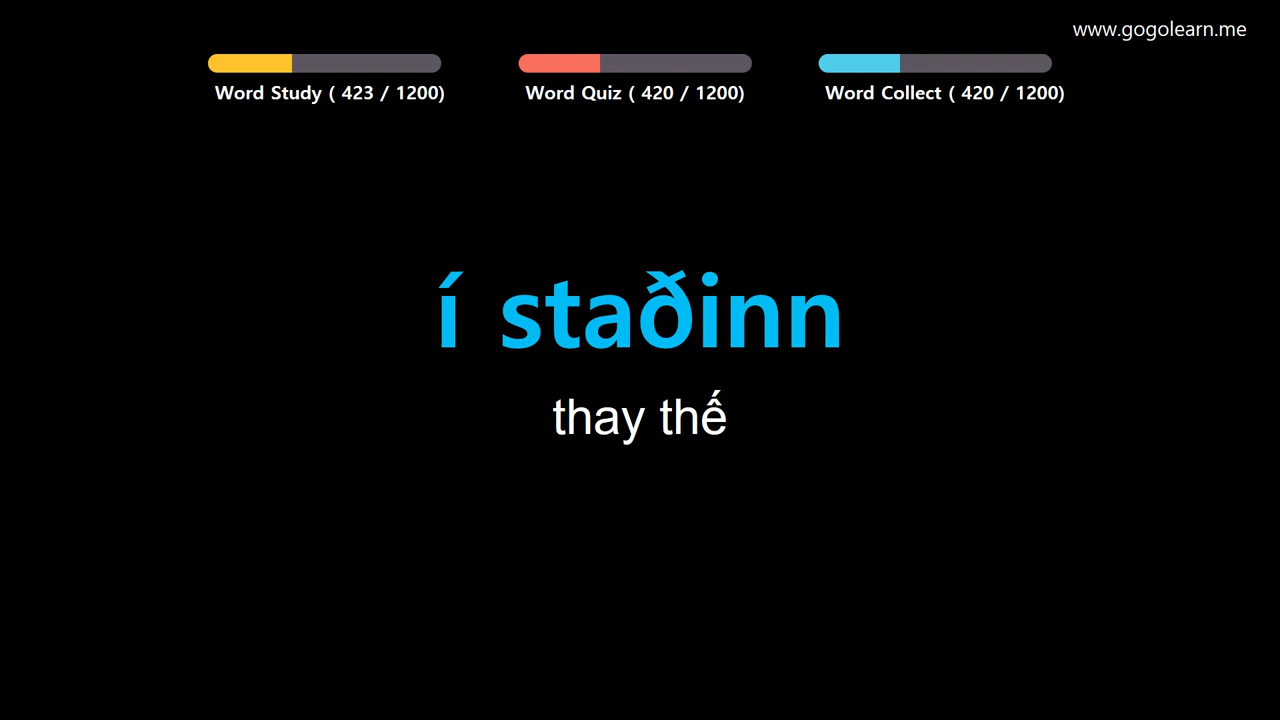 www.gogolearn.me
Word Study ( 423 / 1200)
Word Quiz ( 420 / 1200)
Word Collect ( 420 / 1200)
í staðinn
thay thế